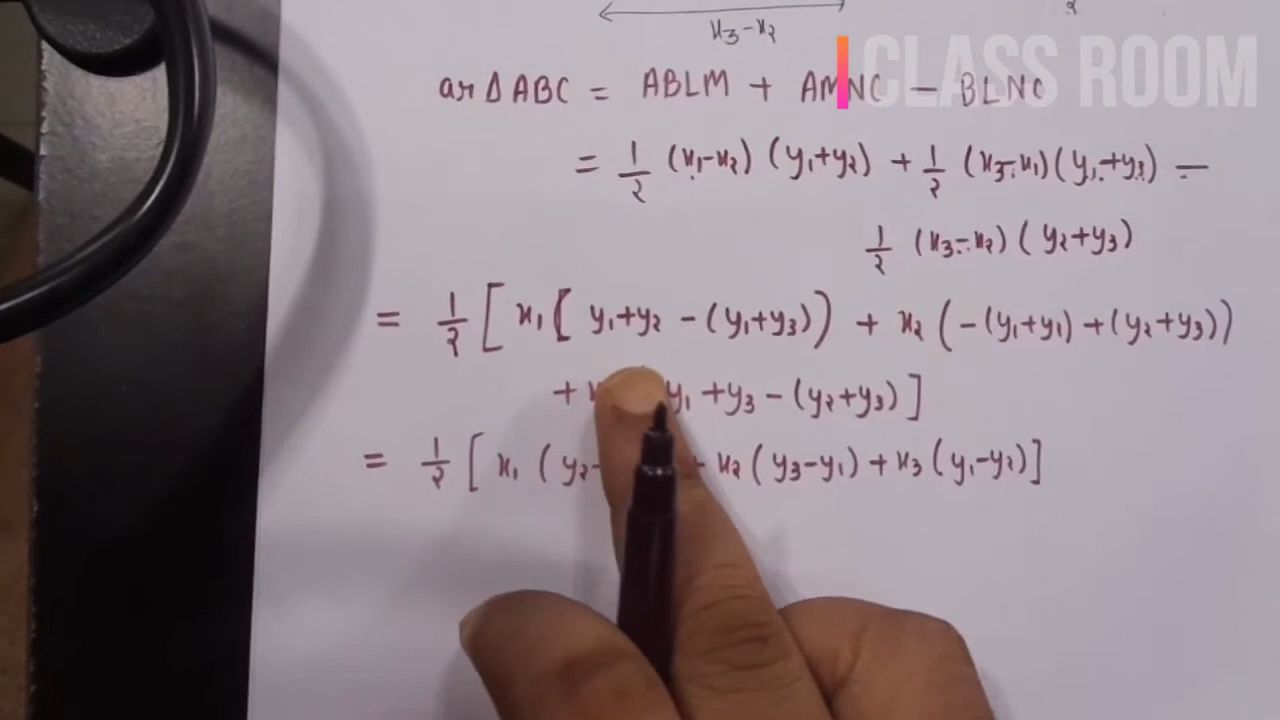 x₃-x₂
2
CLASS ROOM
ar Δ ABC = ABLM + AMNC - BLNC
= 1/2 (x₁-x₂) (y₁+y₂) + 1/2 (x₃-x₁)(y₁+y₃) -
1/2 (x₃-x₂) (y₂+y₃)
= 1/2 [ x₁ [ y₁+y₂ -(y₁+y₃)) + x₂ (-(y₁+y₁) +(y₂+y₃))
+ y₁ +y₃ - (y₂+y₃) ]
= 1/2 [ x₁ (y₂- x₂ (y₃-y₁) + x₃ (y₁-y₂)]